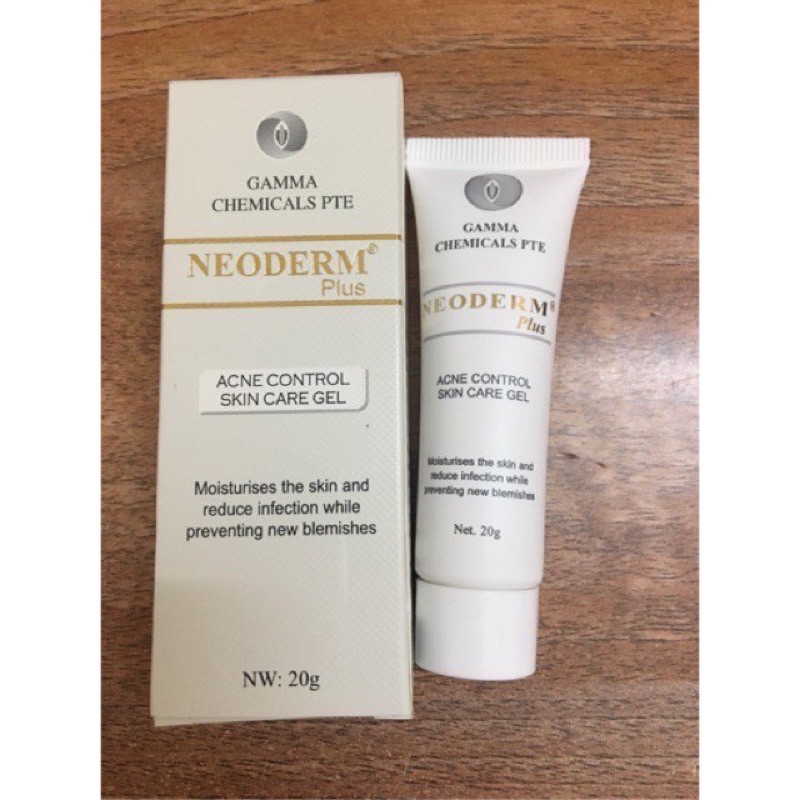 GAMMA
CHEMICALS PTE
NEODERM®
Plus
ACNE CONTROL
SKIN CARE GEL
Moisturises the skin and
reduce infection while
preventing new blemishes
NW: 20g
GAMMA
CHEMICALS PTE
NEODERM®
Plus
ACNE CONTROL
SKIN CARE GEL
Moisturises the skin and
reduce infection while
preventing new blemishes
Net. 20g